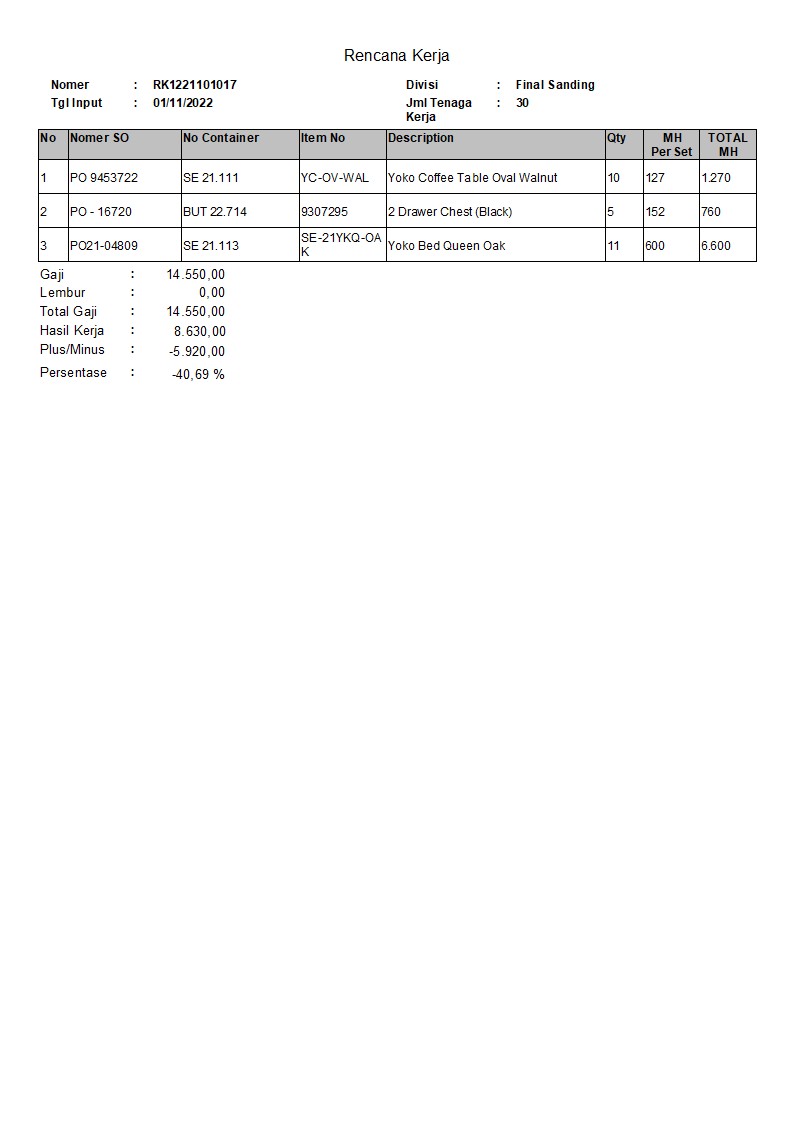 Rencana Kerja
Nomer : RK1221101017 Divisi : Final Sanding
Tgl Input : 01/11/2022 Jml Tenaga Kerja : 30
No Nomer SO No Container Item No Description Qty MH Per Set TOTAL MH
1 PO 9453722 SE 21.111 YC-OV-WAL Yoko Coffee Table Oval Walnut 10 127 1.270
2 PO - 16720 BUT 22.714 9307295 2 Drawer Chest (Black) 5 152 760
3 PO21-04809 SE 21.113 SE-21YKQ-OAK Yoko Bed Queen Oak 11 600 6.600
Gaji : 14.550,00
Lembur : 0,00
Total Gaji : 14.550,00
Hasil Kerja : 8.630,00
Plus/Minus : -5.920,00
Persentase : -40,69 %